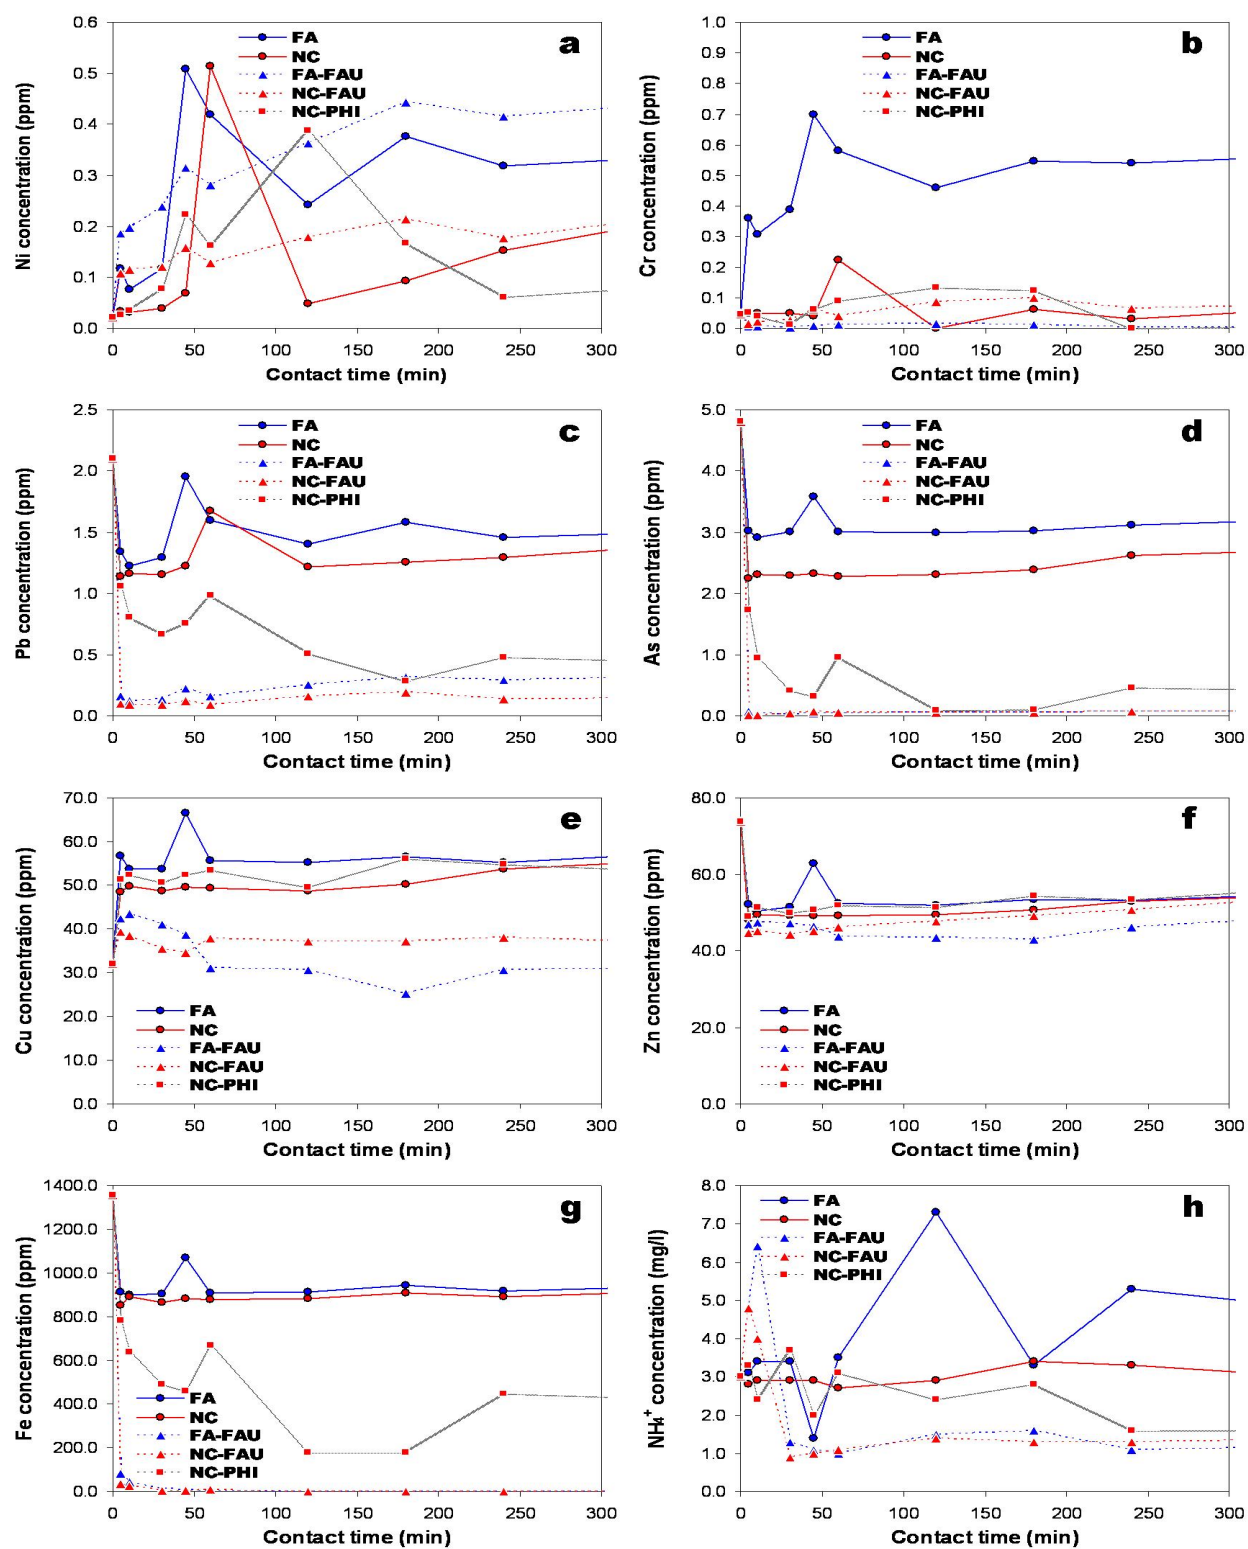 a
Ni concentration (ppm)
0.6
0.5
0.4
0.3
0.2
0.1
0.0
FA
NC
FA-FAU
NC-FAU
NC-PHI
0 50 100 150 200 250 300
Contact time (min)
b
Cr concentration (ppm)
1.0
0.9
0.8
0.7
0.6
0.5
0.4
0.3
0.2
0.1
0.0
FA
NC
FA-FAU
NC-FAU
NC-PHI
0 50 100 150 200 250 300
Contact time (min)
c
Pb concentration (ppm)
2.5
2.0
1.5
1.0
0.5
0.0
FA
NC
FA-FAU
NC-FAU
NC-PHI
0 50 100 150 200 250 300
Contact time (min)
d
As concentration (ppm)
5.0
4.0
3.0
2.0
1.0
0.0
FA
NC
FA-FAU
NC-FAU
NC-PHI
0 50 100 150 200 250 300
Contact time (min)
e
Cu concentration (ppm)
70.0
60.0
50.0
40.0
30.0
20.0
10.0
0.0
FA
NC
FA-FAU
NC-FAU
NC-PHI
0 50 100 150 200 250 300
Contact time (min)
f
Zn concentration (ppm)
80.0
60.0
40.0
20.0
0.0
FA
NC
FA-FAU
NC-FAU
NC-PHI
0 50 100 150 200 250 300
Contact time (min)
g
Fe concentration (ppm)
1400.0
1200.0
1000.0
800.0
600.0
400.0
200.0
0.0
FA
NC
FA-FAU
NC-FAU
NC-PHI
0 50 100 150 200 250 300
Contact time (min)
h
NH₄⁺ concentration (mg/l)
8.0
7.0
6.0
5.0
4.0
3.0
2.0
1.0
0.0
FA
NC
FA-FAU
NC-FAU
NC-PHI
0 50 100 150 200 250 300
Contact time (min)